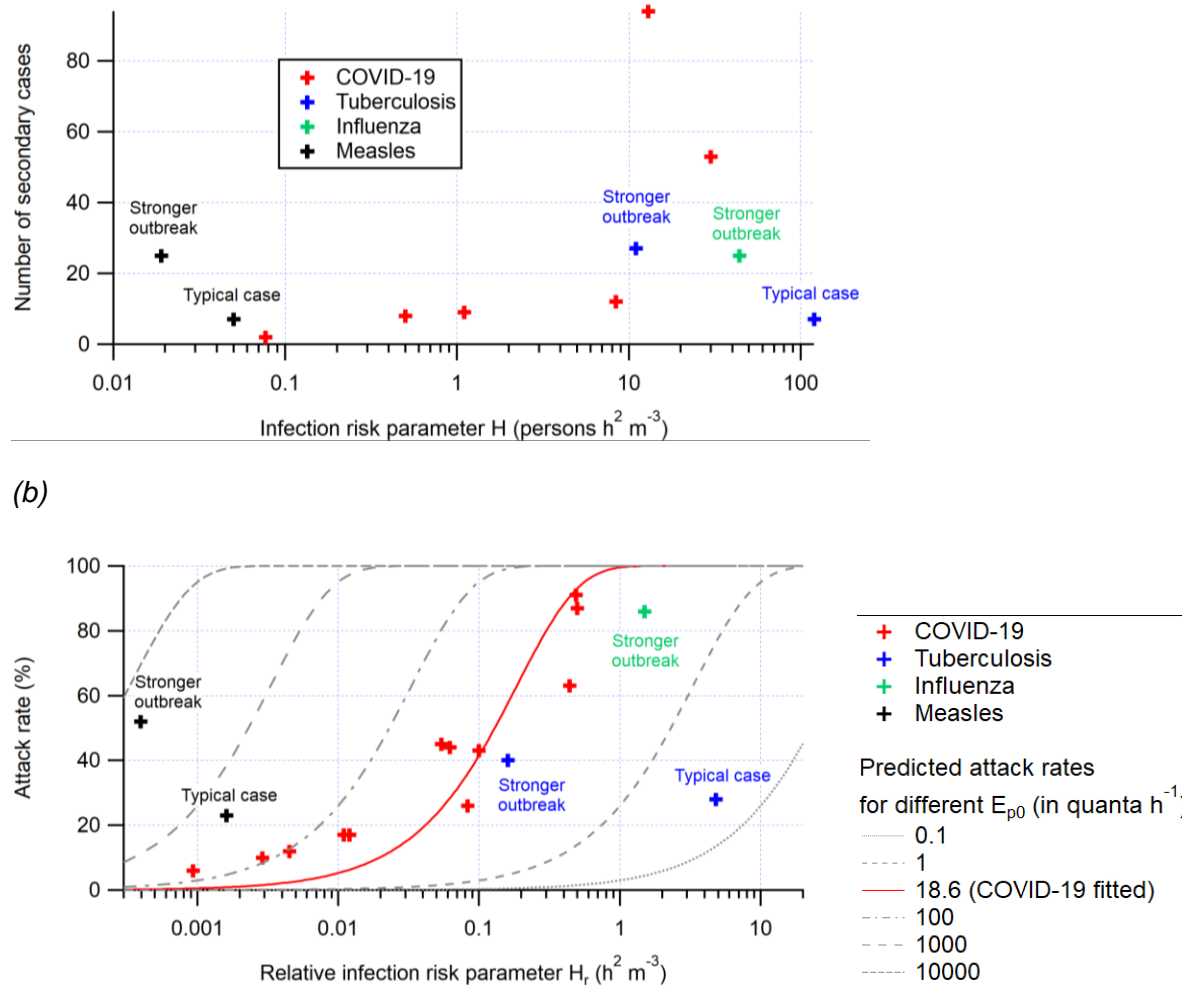 Number of secondary cases
80
60
40
20
0
COVID-19
Tuberculosis
Influenza
Measles
Stronger
outbreak
Typical case
Stronger
outbreak
Stronger
outbreak
Typical case
0.01
0.1
1
10
100
Infection risk parameter H (persons h² m⁻³)
(b)
Attack rate (%)
100
80
60
40
20
0
Stronger
outbreak
Typical case
Stronger
outbreak
Stronger
outbreak
Typical case
0.001
0.01
0.1
1
10
Relative infection risk parameter Hᵣ (h² m⁻³)
COVID-19
Tuberculosis
Influenza
Measles
Predicted attack rates
for different Eₚ₀ (in quanta h⁻¹)
0.1
1
18.6 (COVID-19 fitted)
100
1000
10000